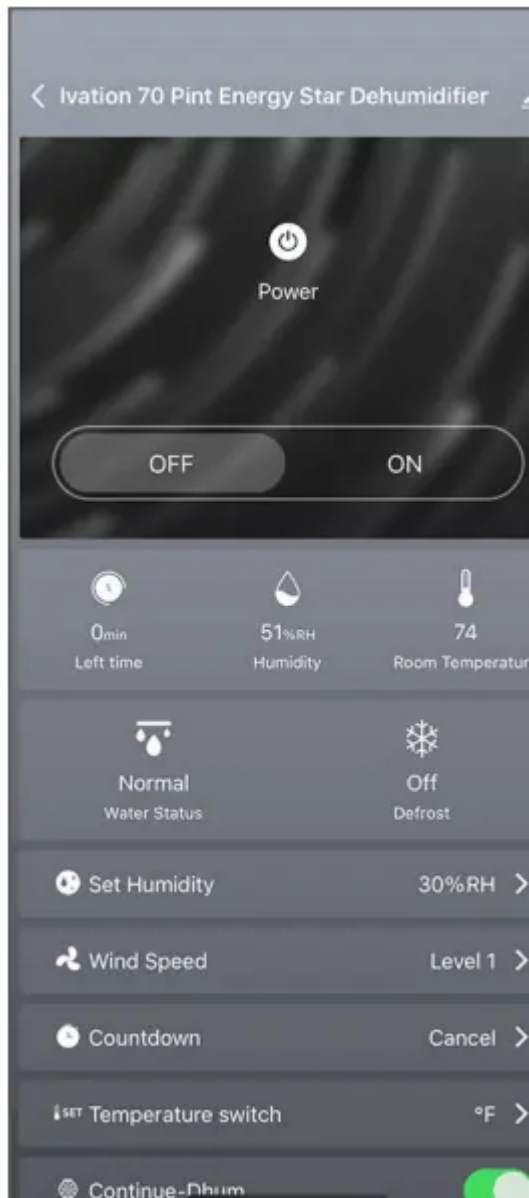 Ivation 70 Pint Energy Star Dehumidifier
Power
OFF ON
0min 51%RH 74
Left time Humidity Room Temperatur
Normal Off
Water Status Defrost
Set Humidity 30%RH
Wind Speed Level 1
Countdown Cancel
SET Temperature switch °F
Continue-Dhum